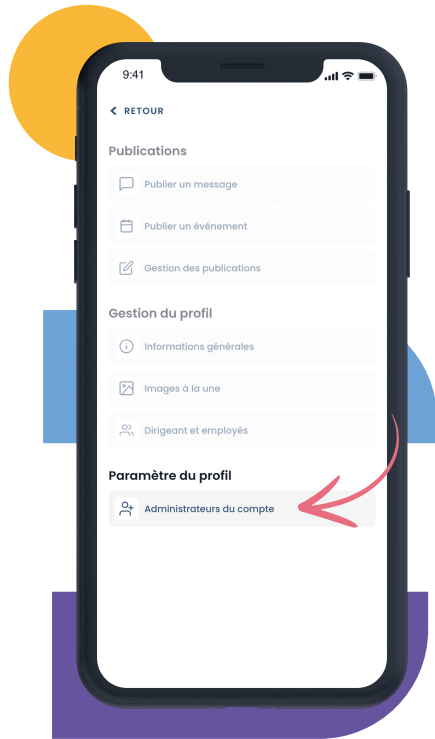 9:41
RETOUR
Publications
Publier un message
Publier un événement
Gestion des publications
Gestion du profil
Informations générales
Images à la une
Dirigeant et employés
Paramètre du profil
Administrateurs du compte